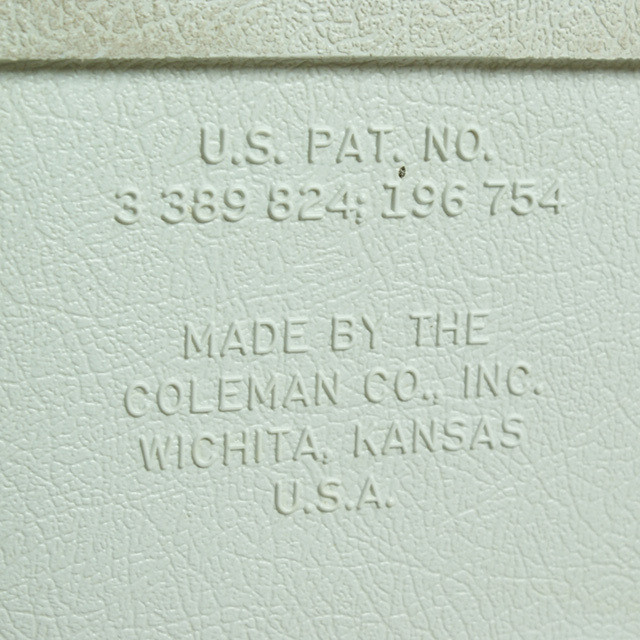 U.S. PAT. NO.
3 389 824; 196 754
MADE BY THE
COLEMAN CO., INC.
WICHITA, KANSAS
U.S.A.